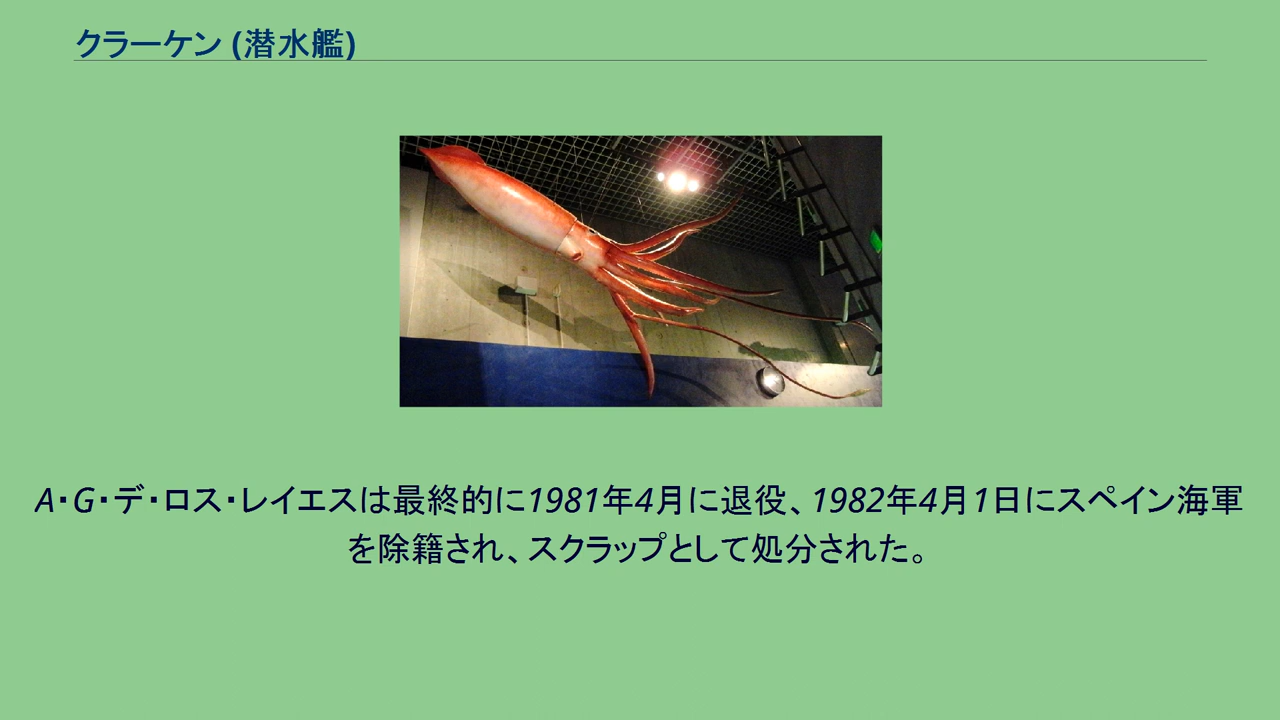 クラーケン (潜水艦)
A・G・デ・ロス・レイエスは最終的に1981年4月に退役、1982年4月1日にスペイン海軍
を除籍され、スクラップとして処分された。